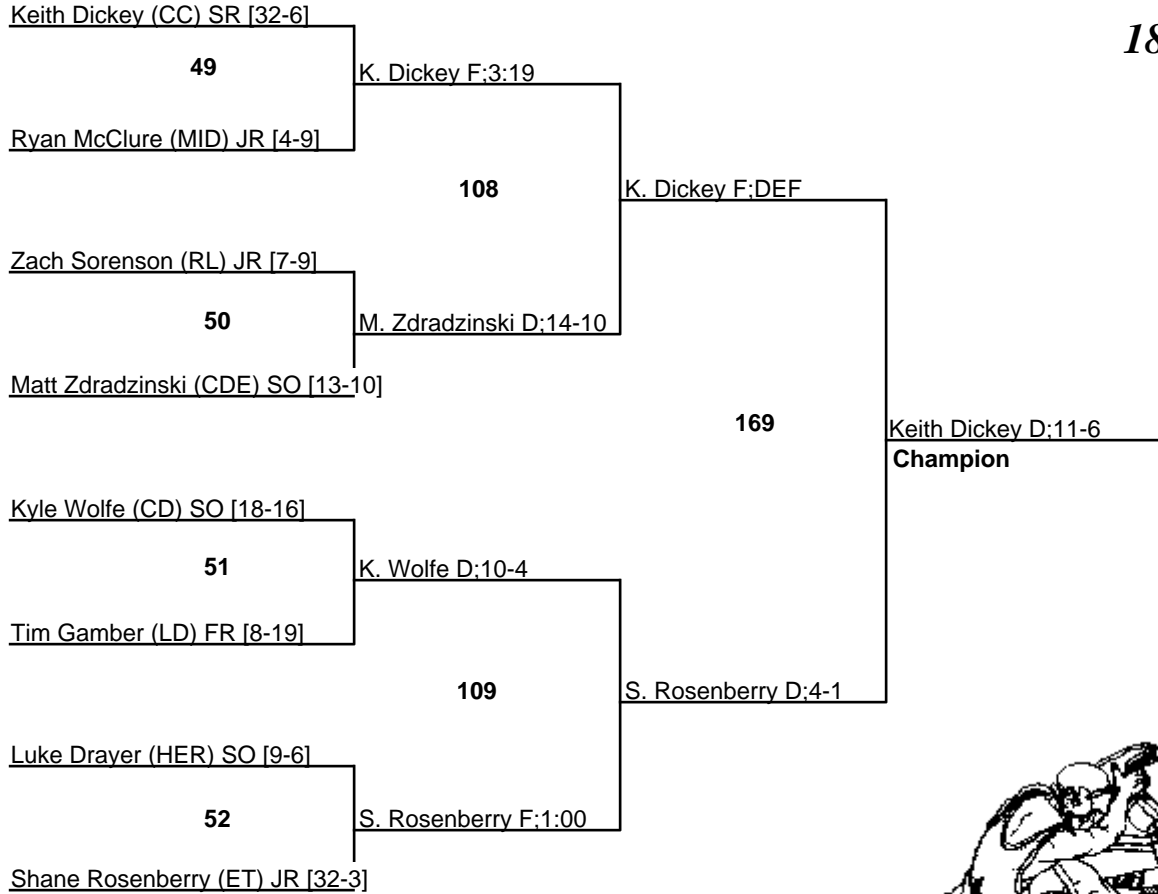 Keith Dickey (CC) SR [32-6]
18
49
K. Dickey F;3:19
Ryan McClure (MID) JR [4-9]
108
K. Dickey F;DEF
Zach Sorenson (RL) JR [7-9]
50
M. Zdradzinski D;14-10
Matt Zdradzinski (CDE) SO [13-10]
169
Keith Dickey D;11-6
Champion
Kyle Wolfe (CD) SO [18-16]
51
K. Wolfe D;10-4
Tim Gamber (LD) FR [8-19]
109
S. Rosenberry D;4-1
Luke Drayer (HER) SO [9-6]
52
S. Rosenberry F;1:00
Shane Rosenberry (ET) JR [32-3]